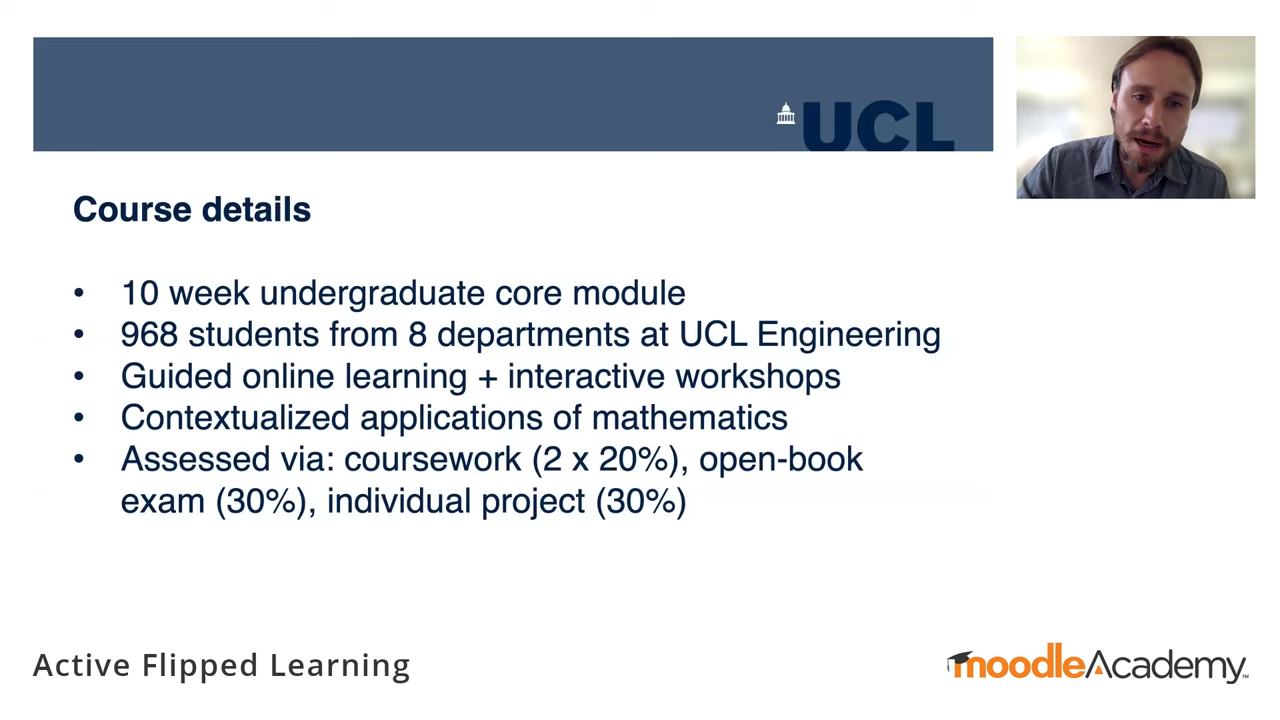 UCL
Course details
• 10 week undergraduate core module
• 968 students from 8 departments at UCL Engineering
• Guided online learning + interactive workshops
• Contextualized applications of mathematics
• Assessed via: coursework (2 x 20%), open-book
exam (30%), individual project (30%)
Active Flipped Learning
moodleAcademy™